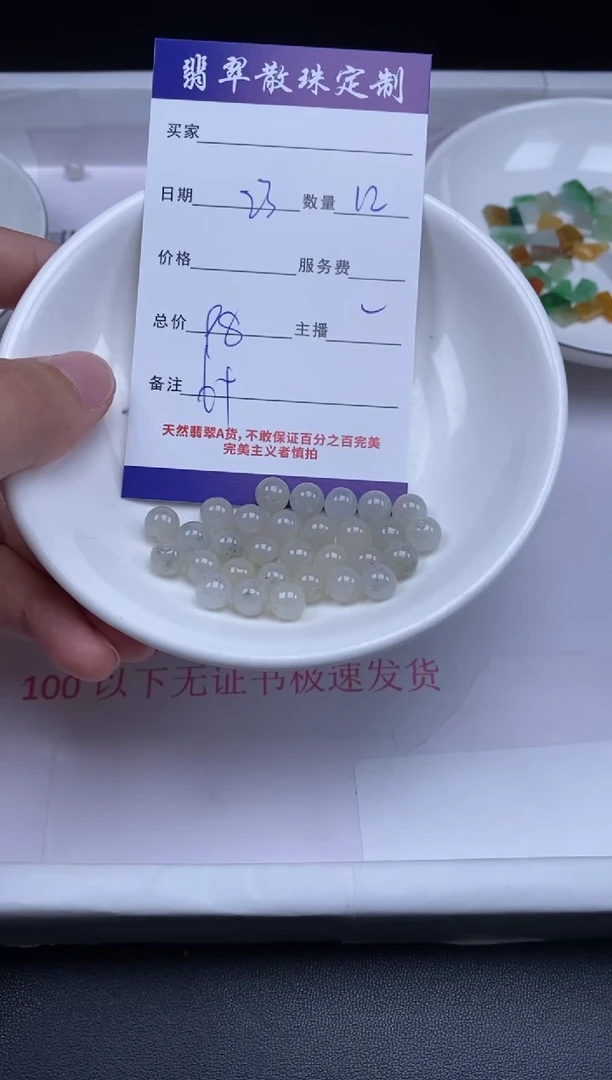 翡翠散珠定制
买家
日期 23 数量 12
价格 服务费
总价 98 主播
备注
天然翡翠A货,不敢保证百分之百完美
完美主义者慎拍
100 以下无证书极速发货